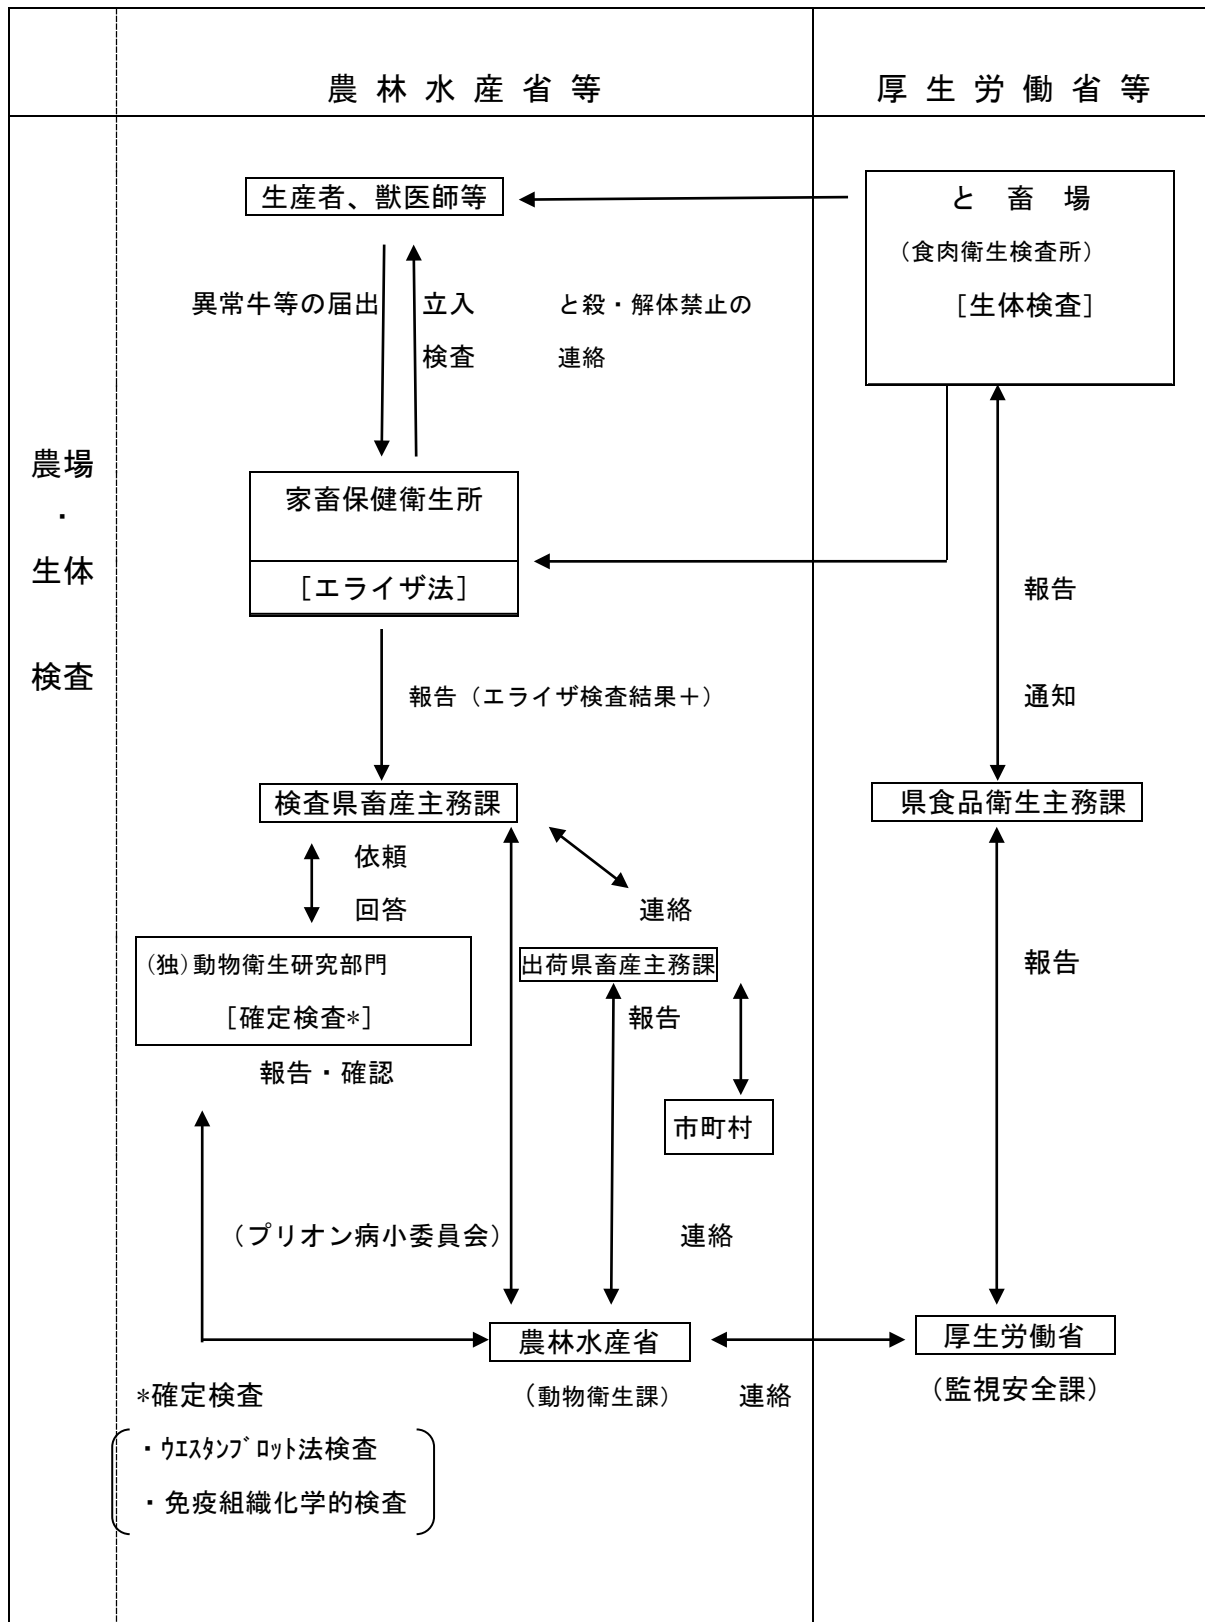 農 林 水 産 省 等
厚 生 労 働 省 等
農場
・
生体
検査
生産者、獣医師等
と 畜 場
(食肉衛生検査所)
[生体検査]
異常牛等の届出
立入
検査
と殺・解体禁止の
連絡
家畜保健衛生所
[エライザ法]
報告(エライザ検査結果+)
報告
通知
検査県畜産主務課
県食品衛生主務課
依頼
回答
連絡
(独)動物衛生研究部門
[確定検査*]
出荷県畜産主務課
報告
報告
報告・確認
市町村
(プリオン病小委員会)
連絡
農林水産省
(動物衛生課)
連絡
厚生労働省
(監視安全課)
*確定検査
・ウエスタンブロット法検査
・免疫組織化学的検査